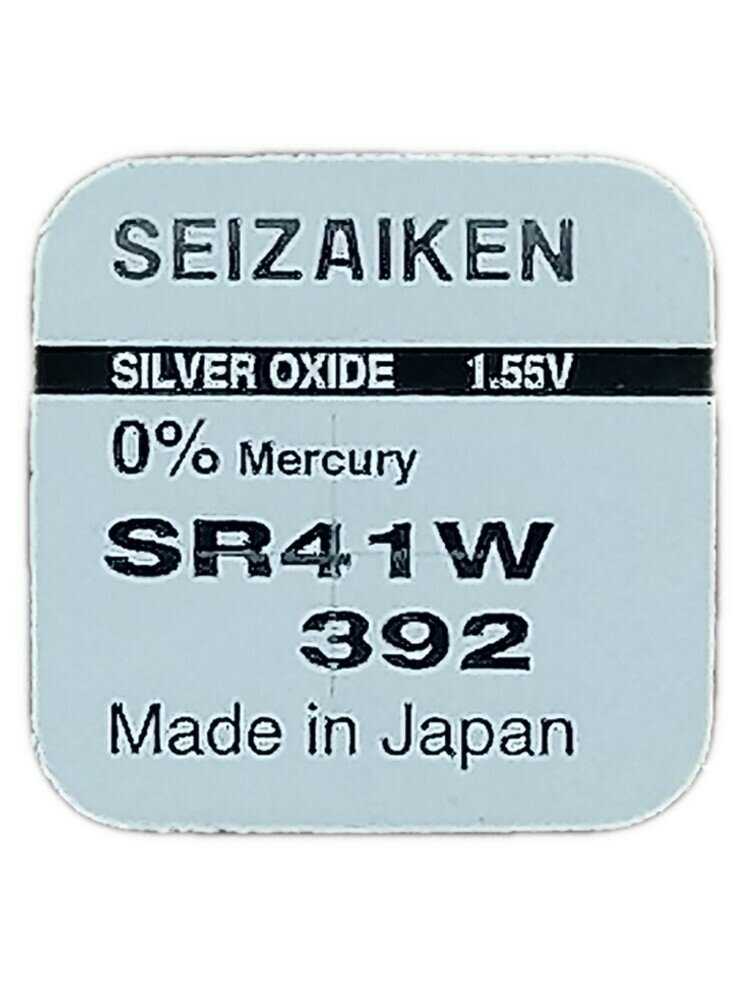 SEIZAIKEN
SILVER OXIDE 1.55V
0% Mercury
SR41W
392
Made in Japan